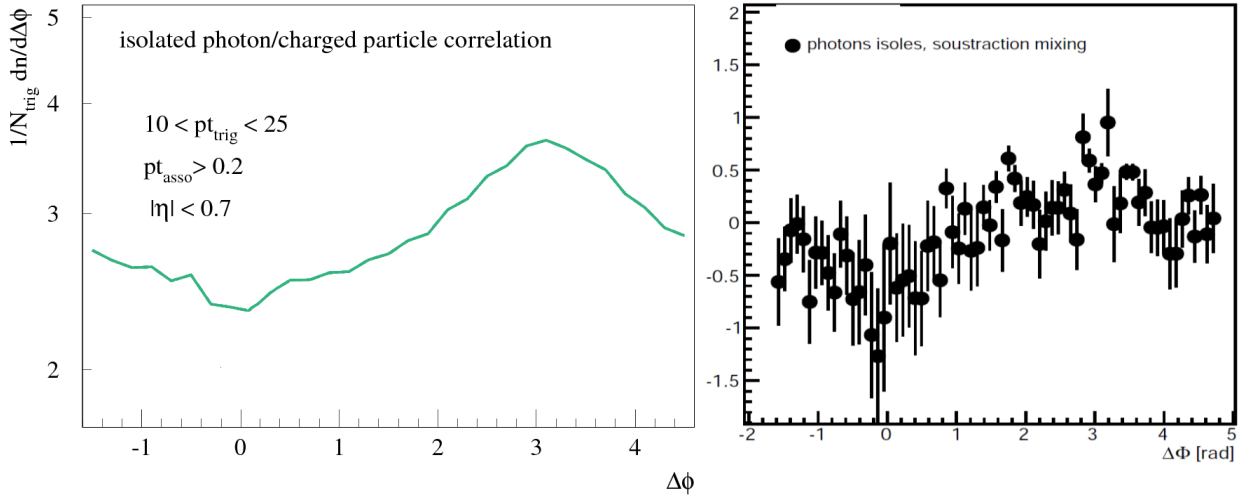 5
4
3
2
1/N_trig dn/dΔϕ
isolated photon/charged particle correlation
10 < pt_trig < 25
pt_asso > 0.2
|η| < 0.7
-1 0 1 2 3 4
Δϕ
2
1.5
1
0.5
0
-0.5
-1
-1.5
photons isoles, soustraction mixing
-2 -1 0 1 2 3 4 5
ΔΦ [rad]